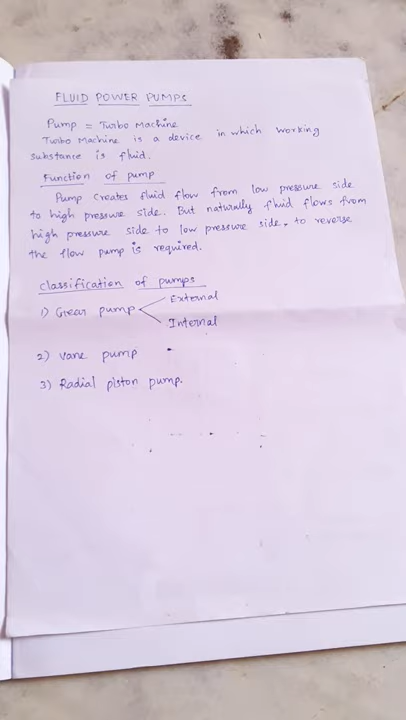 FLUID POWER PUMPS
Pump = Turbo Machine
Turbo Machine is a device in which working
substance is fluid.
Function of pump
Pump creates fluid flow from low pressure side
to high pressure side. But naturally fluid flows from
high pressure side to low pressure side. to reverse
the flow pump is required.
Classification of pumps
External
1) Gear pump
Internal
2) Vane pump
3) Radial piston pump.